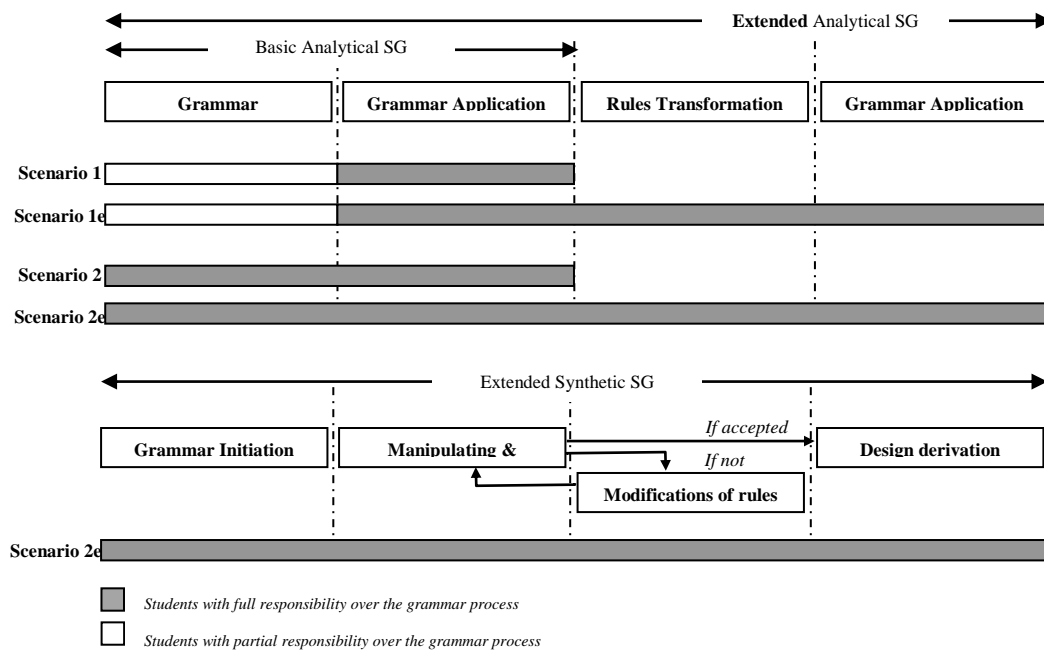 Extended Analytical SG
Basic Analytical SG
Grammar
Grammar Application
Rules Transformation
Grammar Application
Scenario 1
Scenario 1e
Scenario 2
Scenario 2e
Extended Synthetic SG
Grammar Initiation
Manipulating &
If accepted
If not
Design derivation
Modifications of rules
Scenario 2e
Students with full responsibility over the grammar process
Students with partial responsibility over the grammar process